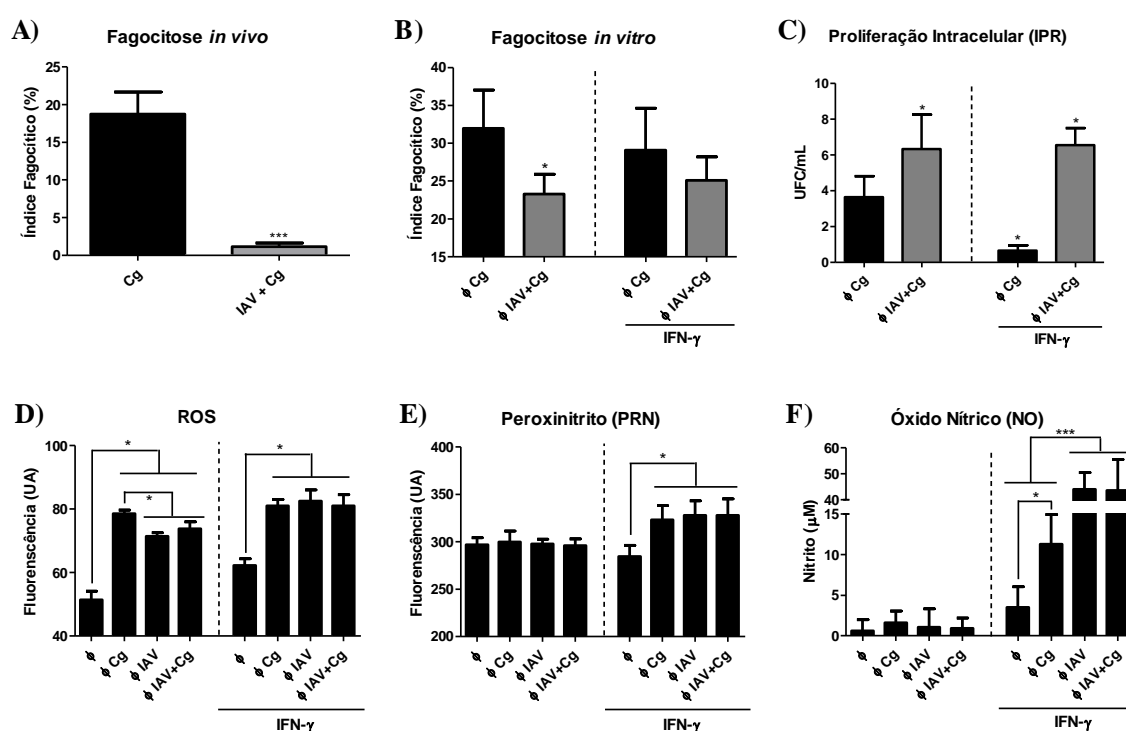 A)
Fagocitose in vivo
Índice Fagocítico (%)
25
20
15
10
5
0
***
Cg
IAV + Cg
B)
Fagocitose in vitro
Índice Fagocítico (%)
40
35
30
25
20
15
*
ϕ Cg
ϕ IAV+Cg
ϕ Cg
ϕ IAV+Cg
IFN-γ
C)
Proliferação Intracelular (IPR)
UFC/mL
10
8
6
4
2
0
*
*
*
ϕ Cg
ϕ IAV+Cg
ϕ Cg
ϕ IAV+Cg
IFN-γ
D)
ROS
Fluorenscência (UA)
100
80
60
40
*
*
*
ϕ
ϕ Cg
ϕ IAV
ϕ IAV+Cg
ϕ
ϕ Cg
ϕ IAV
ϕ IAV+Cg
IFN-γ
E)
Peroxinitrito (PRN)
Fluorescência (UA)
400
350
300
250
200
*
ϕ
ϕ Cg
ϕ IAV
ϕ IAV+Cg
ϕ
ϕ Cg
ϕ IAV
ϕ IAV+Cg
IFN-γ
F)
Óxido Nítrico (NO)
Nitrito (μM)
60
50
40
15
10
5
0
***
*
ϕ
ϕ Cg
ϕ IAV
ϕ IAV+Cg
ϕ
ϕ Cg
ϕ IAV
ϕ IAV+Cg
IFN-γ